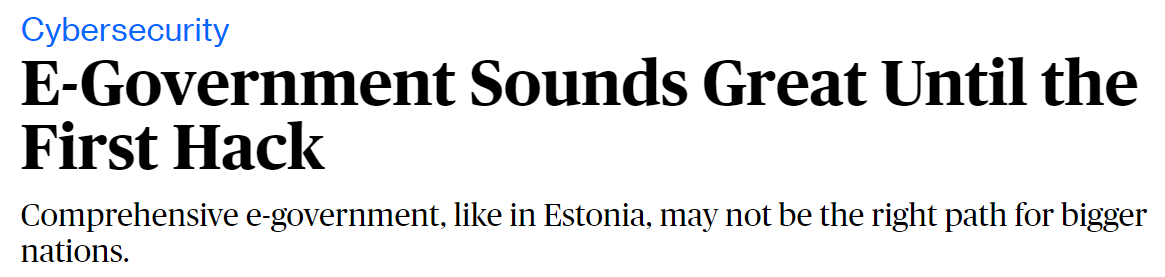 Cybersecurity
E-Government Sounds Great Until the
First Hack
Comprehensive e-government, like in Estonia, may not be the right path for bigger
nations.